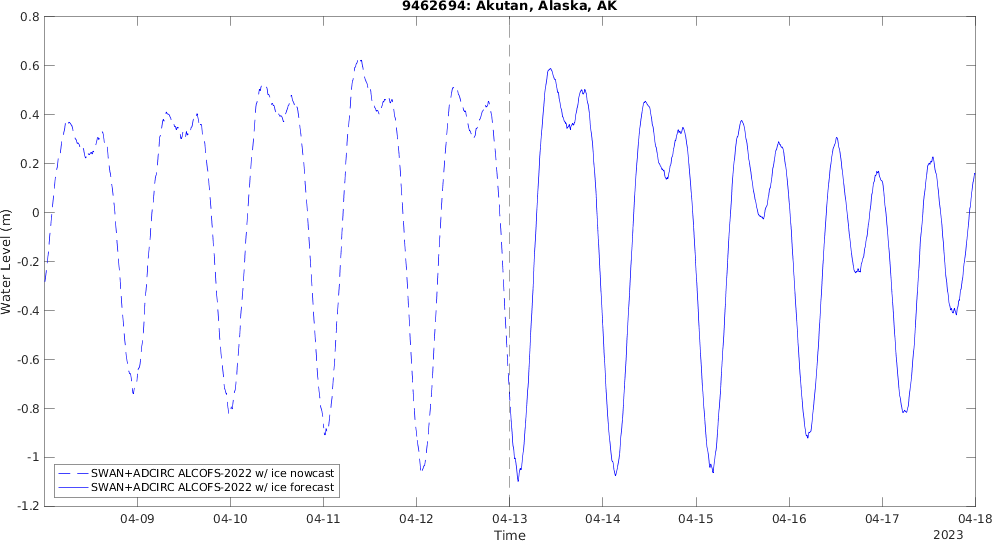 9462694: Akutan, Alaska, AK
0.8
0.6
0.4
0.2
0
-0.2
-0.4
-0.6
-0.8
-1
-1.2
Water Level (m)
SWAN+ADCIRC ALCOFS-2022 w/ ice nowcast
SWAN+ADCIRC ALCOFS-2022 w/ ice forecast
04-09 04-10 04-11 04-12 04-13 04-14 04-15 04-16 04-17 04-18
Time
2023